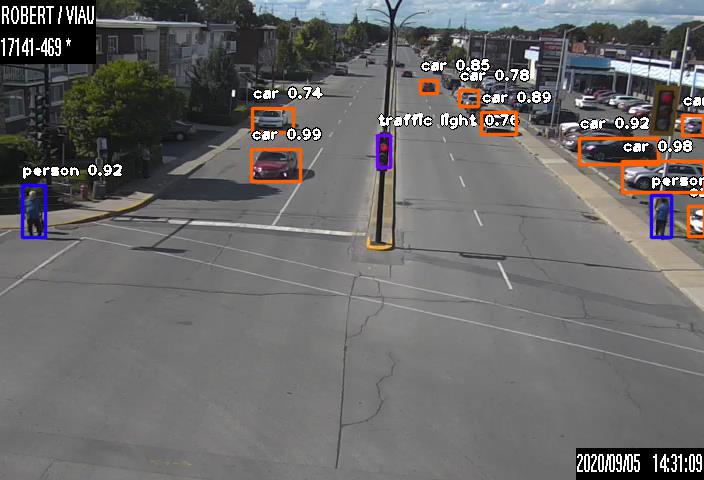 ROBERT / VIAU
17141-469 *
car 0.85
car 0.78
car 0.74
car 0.89
car
traffic light 0.76
car 0.92
car 0.99
car 0.98
person 0.92
person
2020/09/05 14:31:09